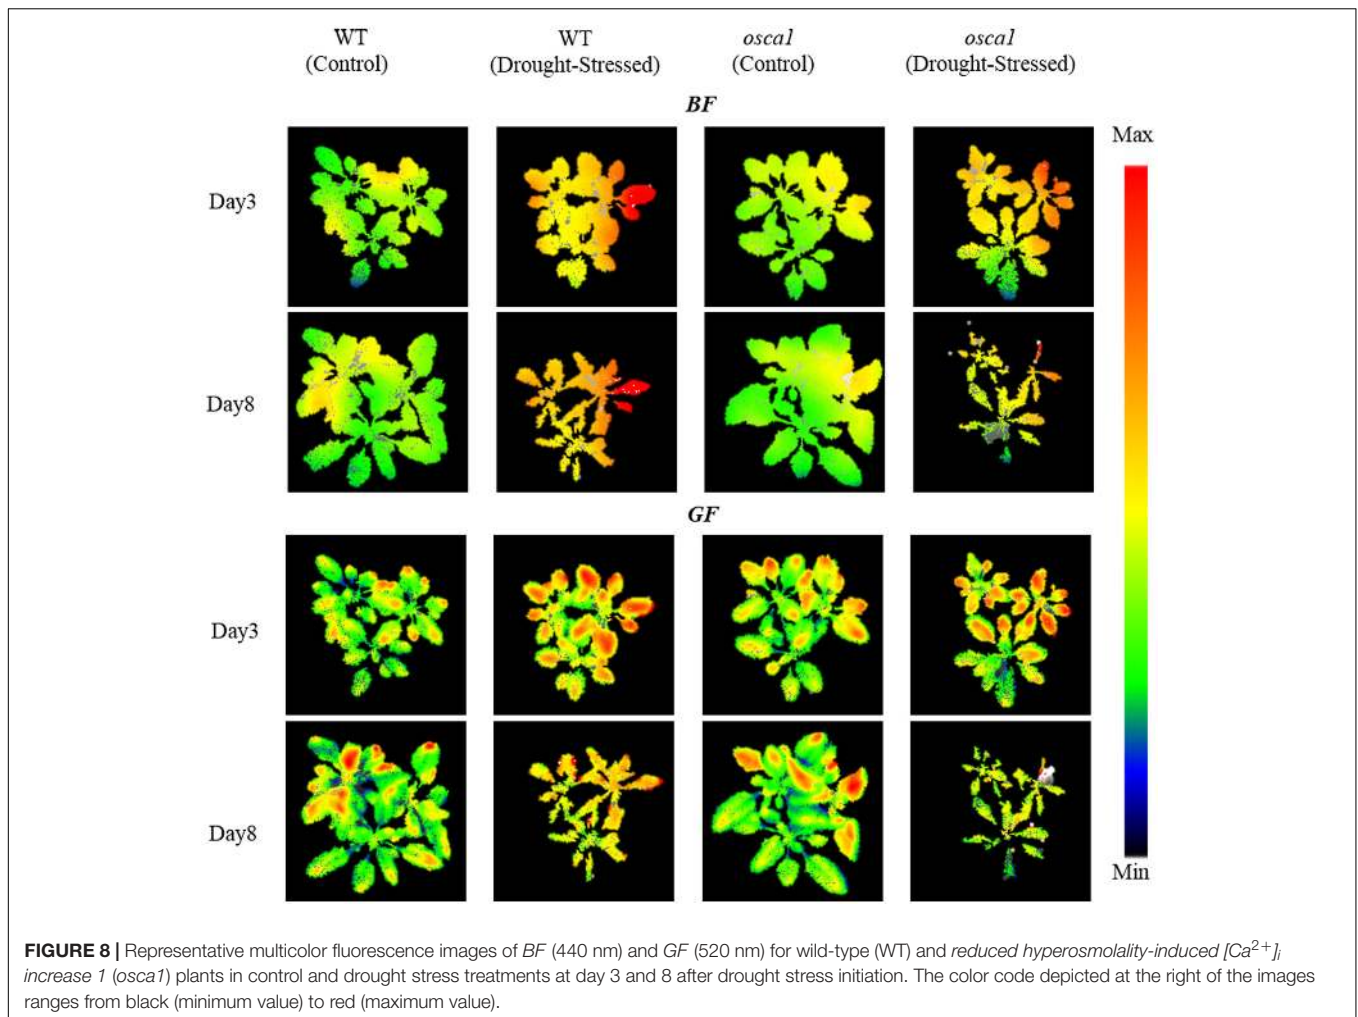 WT
(Control)
WT
(Drought-Stressed)
osca1
(Control)
osca1
(Drought-Stressed)
BF
Max
Day3
Day8
GF
Day3
Day8
Min
FIGURE 8 | Representative multicolor fluorescence images of BF (440 nm) and GF (520 nm) for wild-type (WT) and reduced hyperosmolality-induced [Ca²⁺]ᵢ
increase 1 (osca1) plants in control and drought stress treatments at day 3 and 8 after drought stress initiation. The color code depicted at the right of the images
ranges from black (minimum value) to red (maximum value).